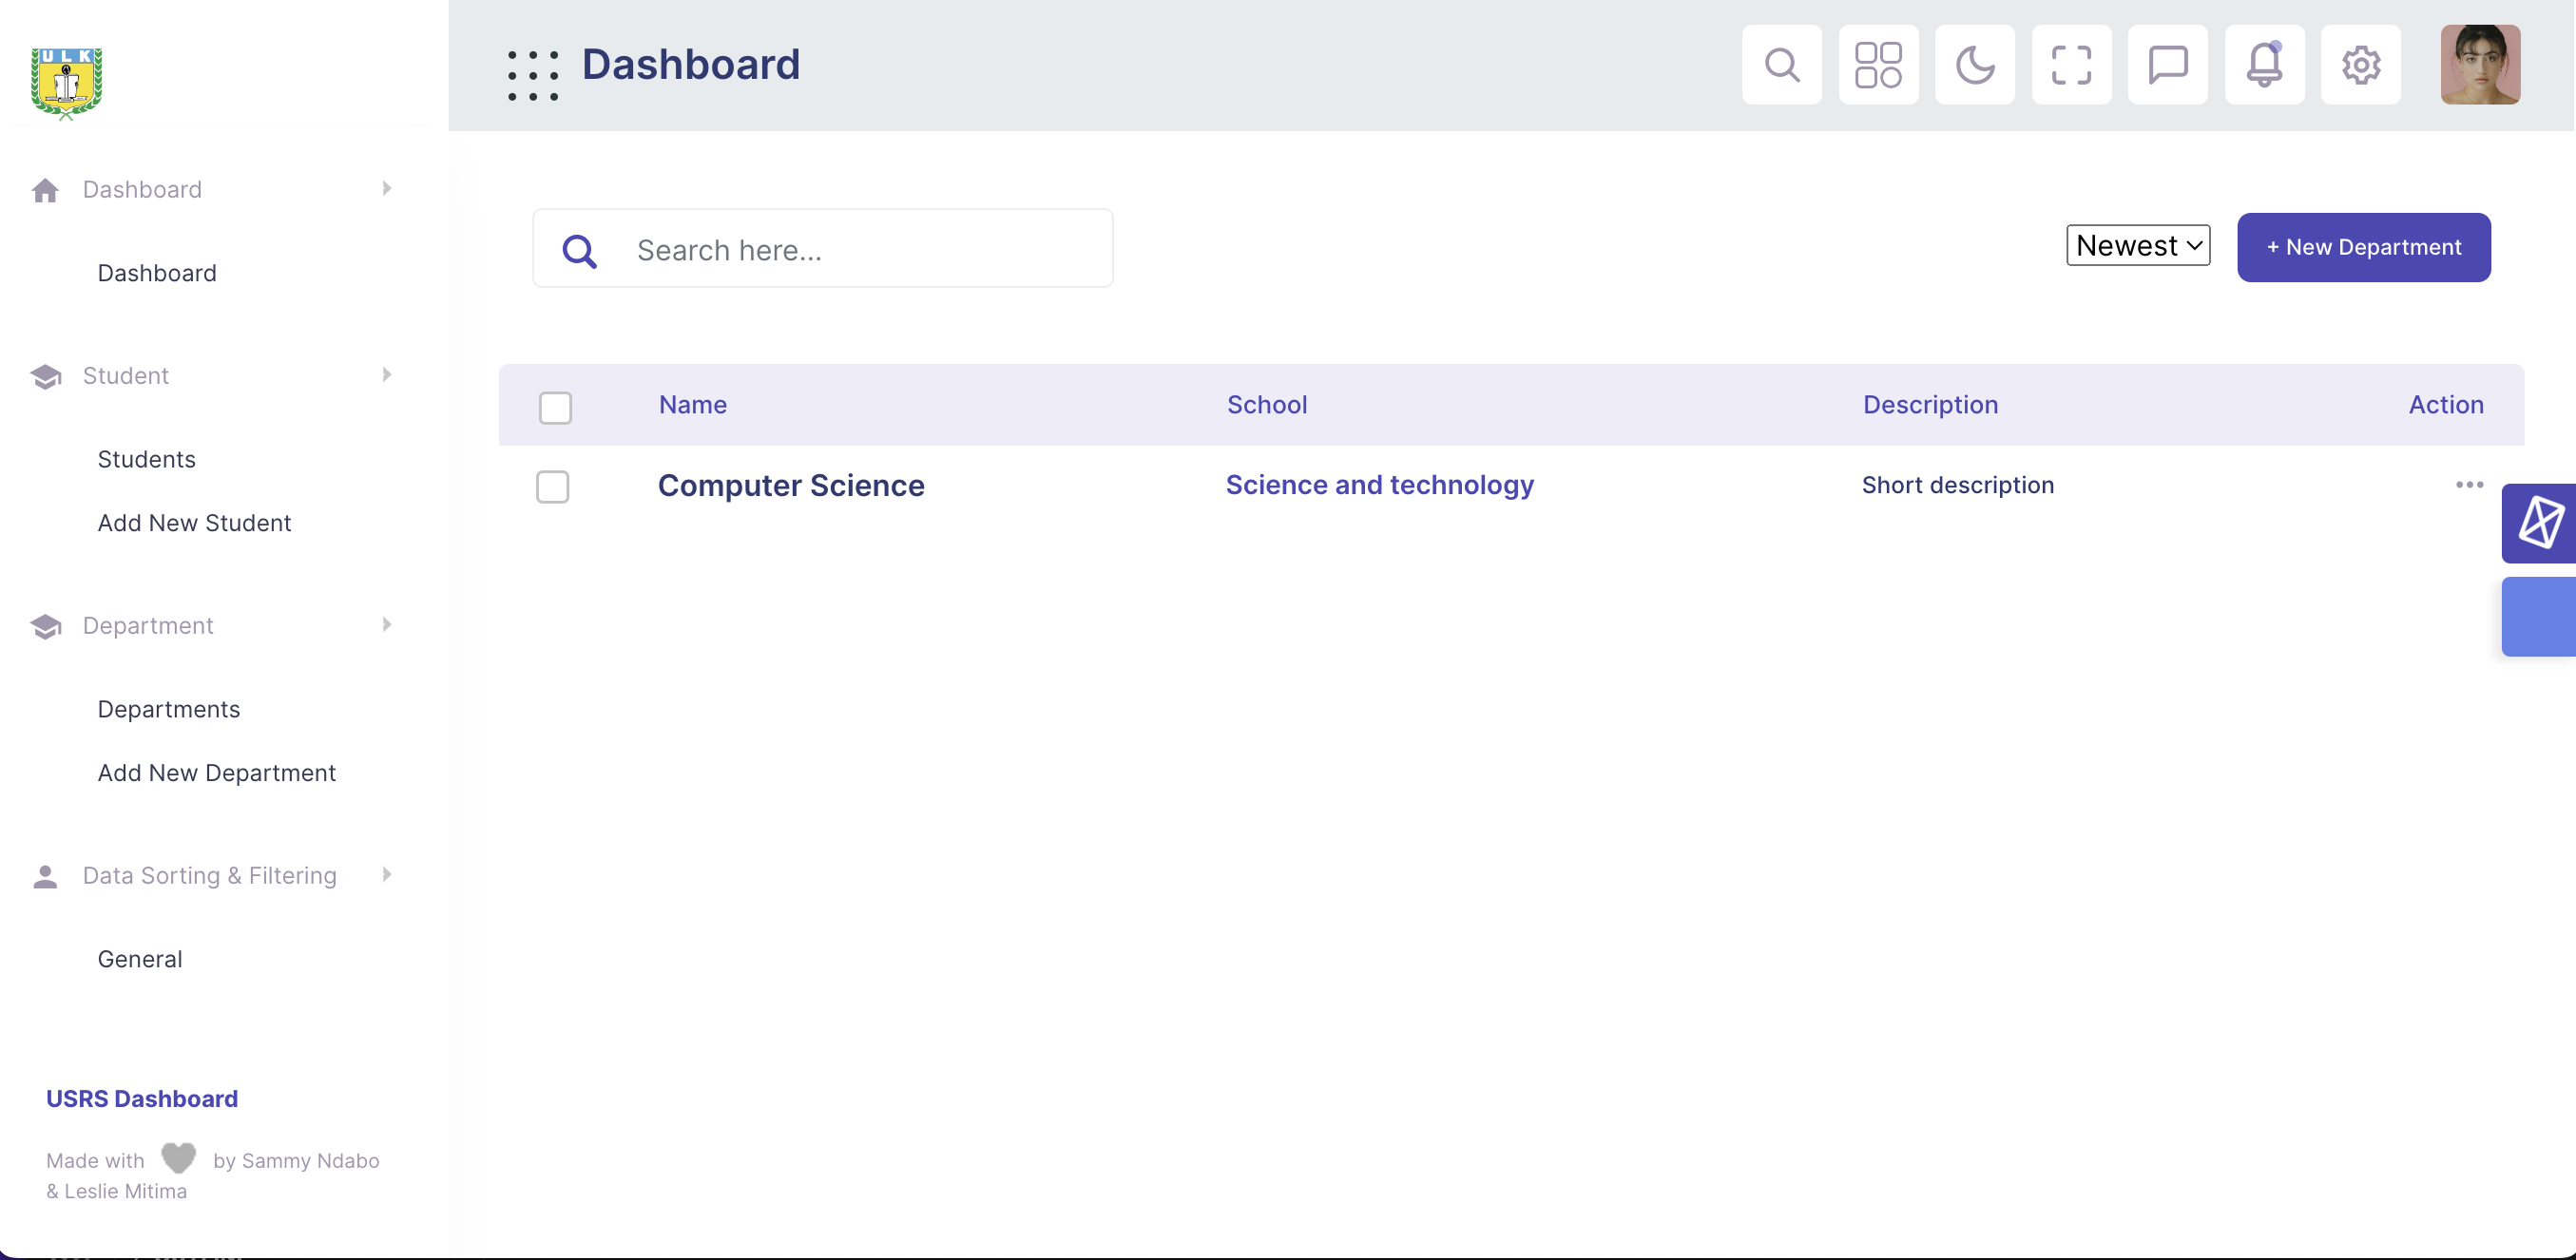 ULK
Dashboard
Dashboard
Dashboard
Student
Students
Add New Student
Department
Departments
Add New Department
Data Sorting & Filtering
General
USRS Dashboard
Made with by Sammy Ndabo
& Leslie Mitima
Search here...
Newest
+ New Department
Name School Description Action
Computer Science Science and technology Short description